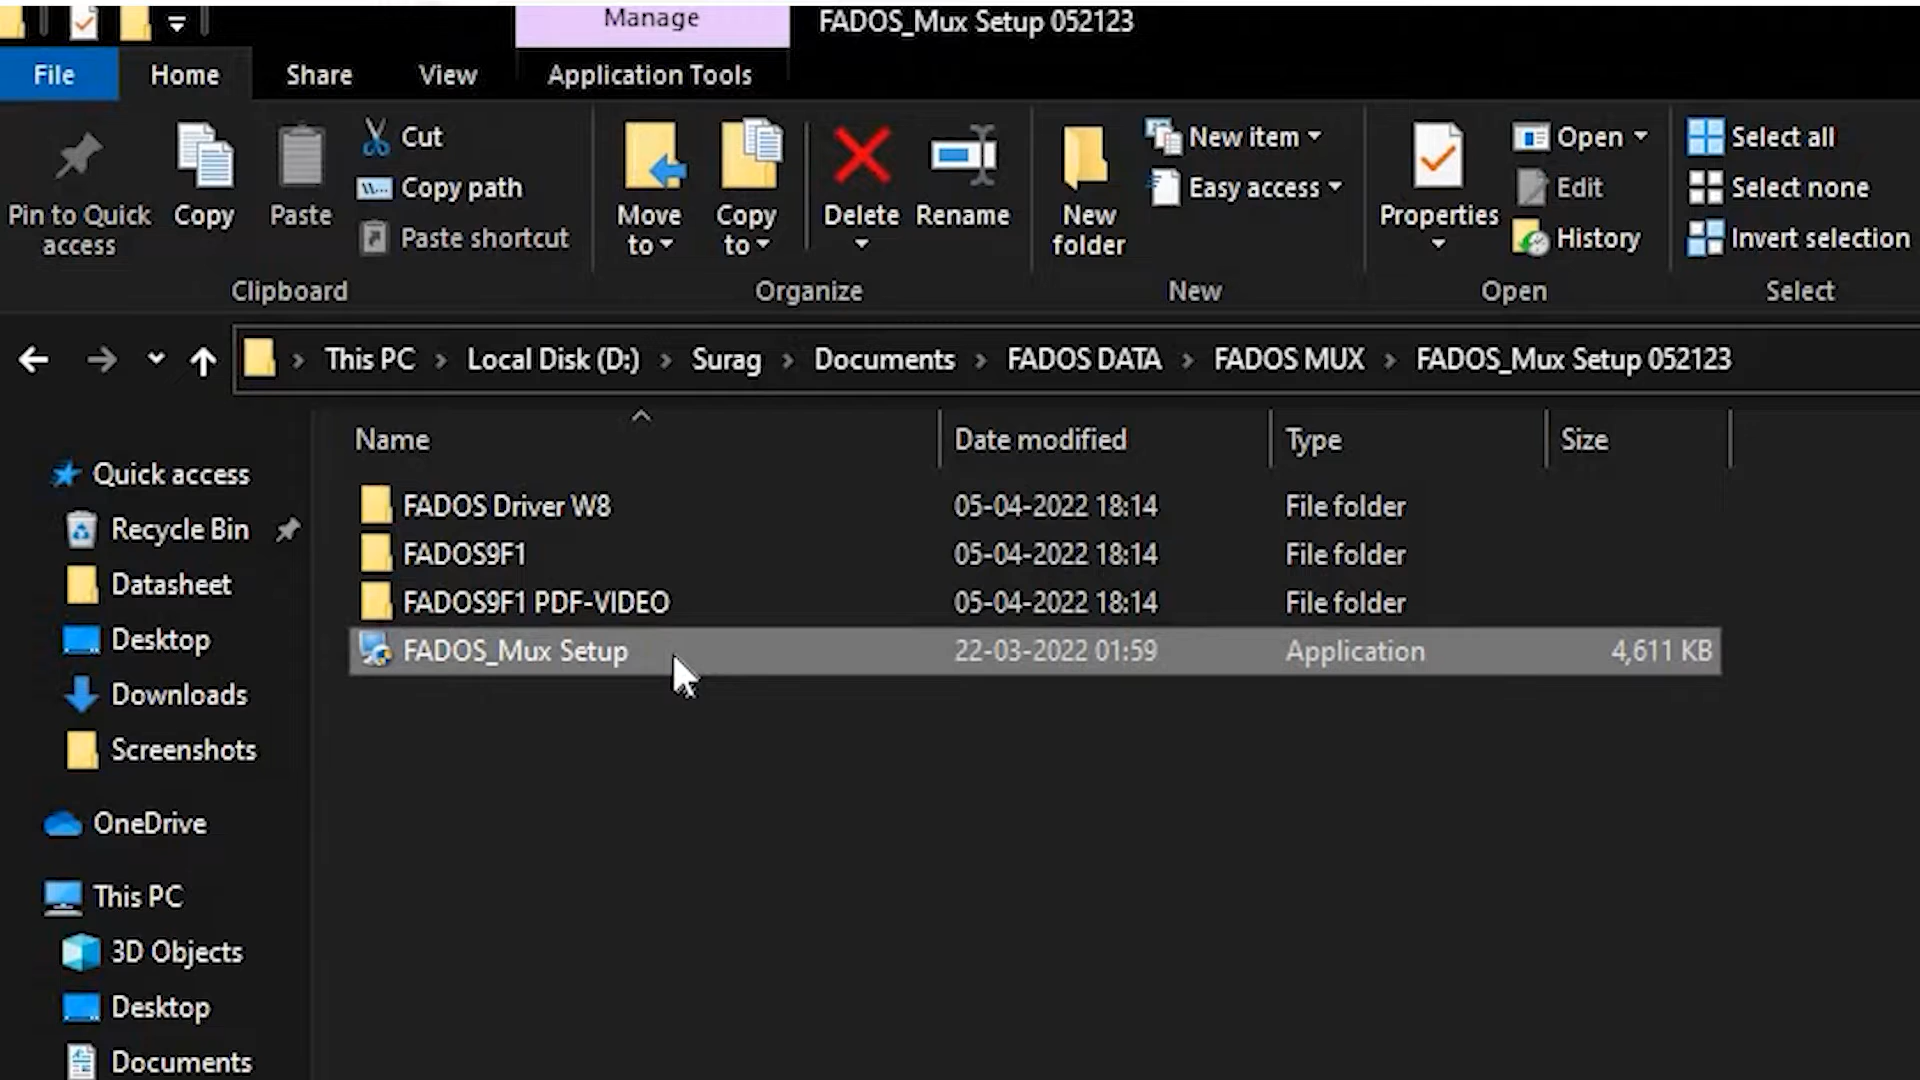 Manage
FADOS_Mux Setup 052123
File
Home
Share
View
Application Tools
Pin to Quick
access
Copy
Paste
Cut
Copy path
Paste shortcut
Clipboard
Move
to
Copy
to
Delete
Rename
Organize
New
folder
New item
Easy access
New
Properties
Open
Edit
History
Open
Select all
Select none
Invert selection
Select
This PC
Local Disk (D:)
Surag
Documents
FADOS DATA
FADOS MUX
FADOS_Mux Setup 052123
Name
Date modified
Type
Size
FADOS Driver W8 05-04-2022 18:14 File folder
FADOS9F1 05-04-2022 18:14 File folder
FADOS9F1 PDF-VIDEO 05-04-2022 18:14 File folder
FADOS_Mux Setup 22-03-2022 01:59 Application 4,611 KB
Quick access
Recycle Bin
Datasheet
Desktop
Downloads
Screenshots
OneDrive
This PC
3D Objects
Desktop
Documents